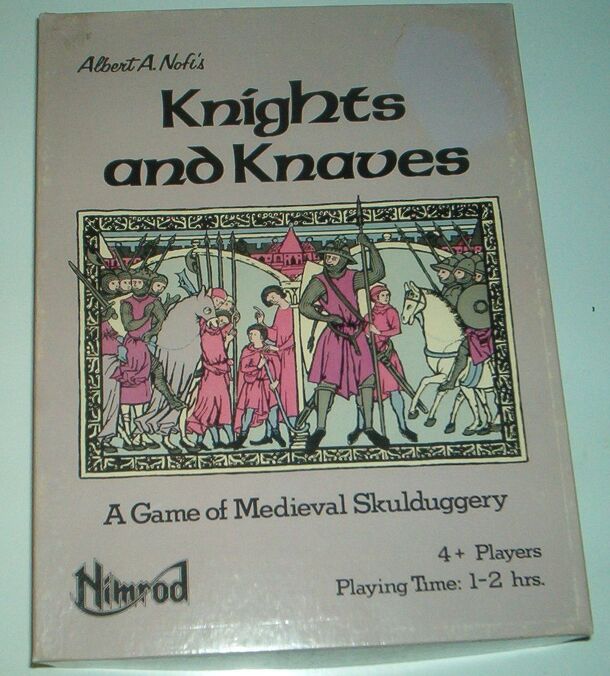 Albert A. Nofi's
Knights
and Knaves
A Game of Medieval Skulduggery
4+ Players
Playing Time: 1-2 hrs.
Nimrod